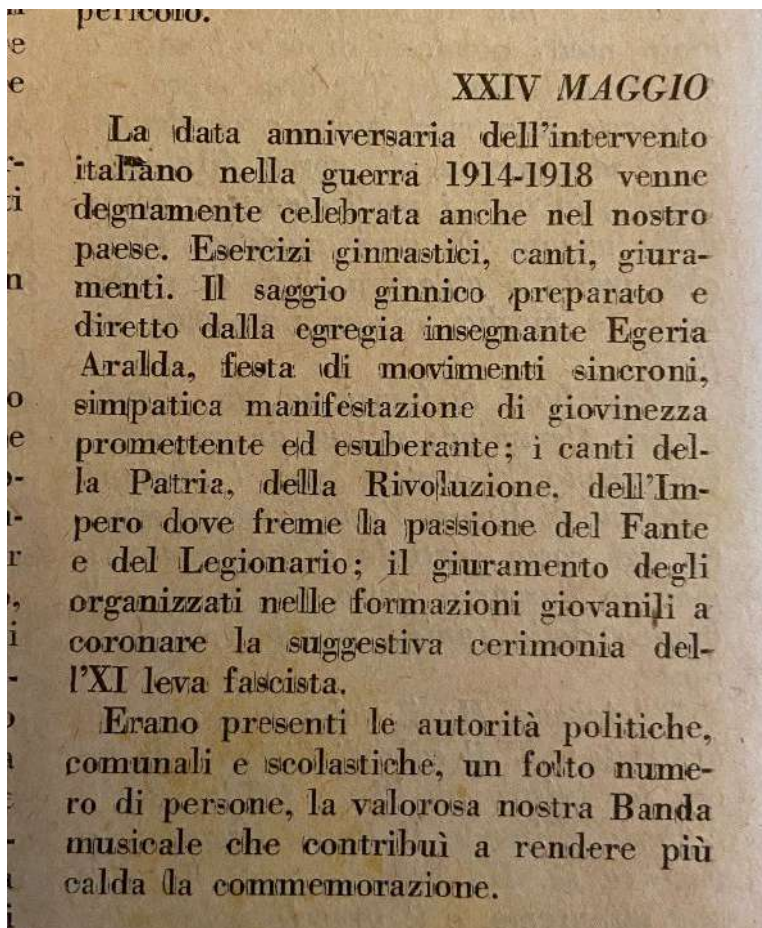 pericolo.
XXIV MAGGIO
La data anniversaria dell'intervento
italiano nella guerra 1914-1918 venne
degnamente celebrata anche nel nostro
paese. Esercizi ginnastici, canti, giura-
menti. Il saggio ginnico preparato e
diretto dalla egregia insegnante Egeria
Aralda, festa di movimenti sincroni,
simpatica manifestazione di giovinezza
promettente ed esuberante; i canti del-
la Patria, della Rivoluzione, dell'Im-
pero dove freme la passione del Fante
e del Legionario; il giuramento degli
organizzati nelle formazioni giovanili a
coronare la suggestiva cerimonia del-
l'XI leva fascista.
Erano presenti le autorità politiche,
comunali e scolastiche, un folto nume-
ro di persone, la valorosa nostra Banda
musicale che contribuì a rendere più
calda la commemorazione.